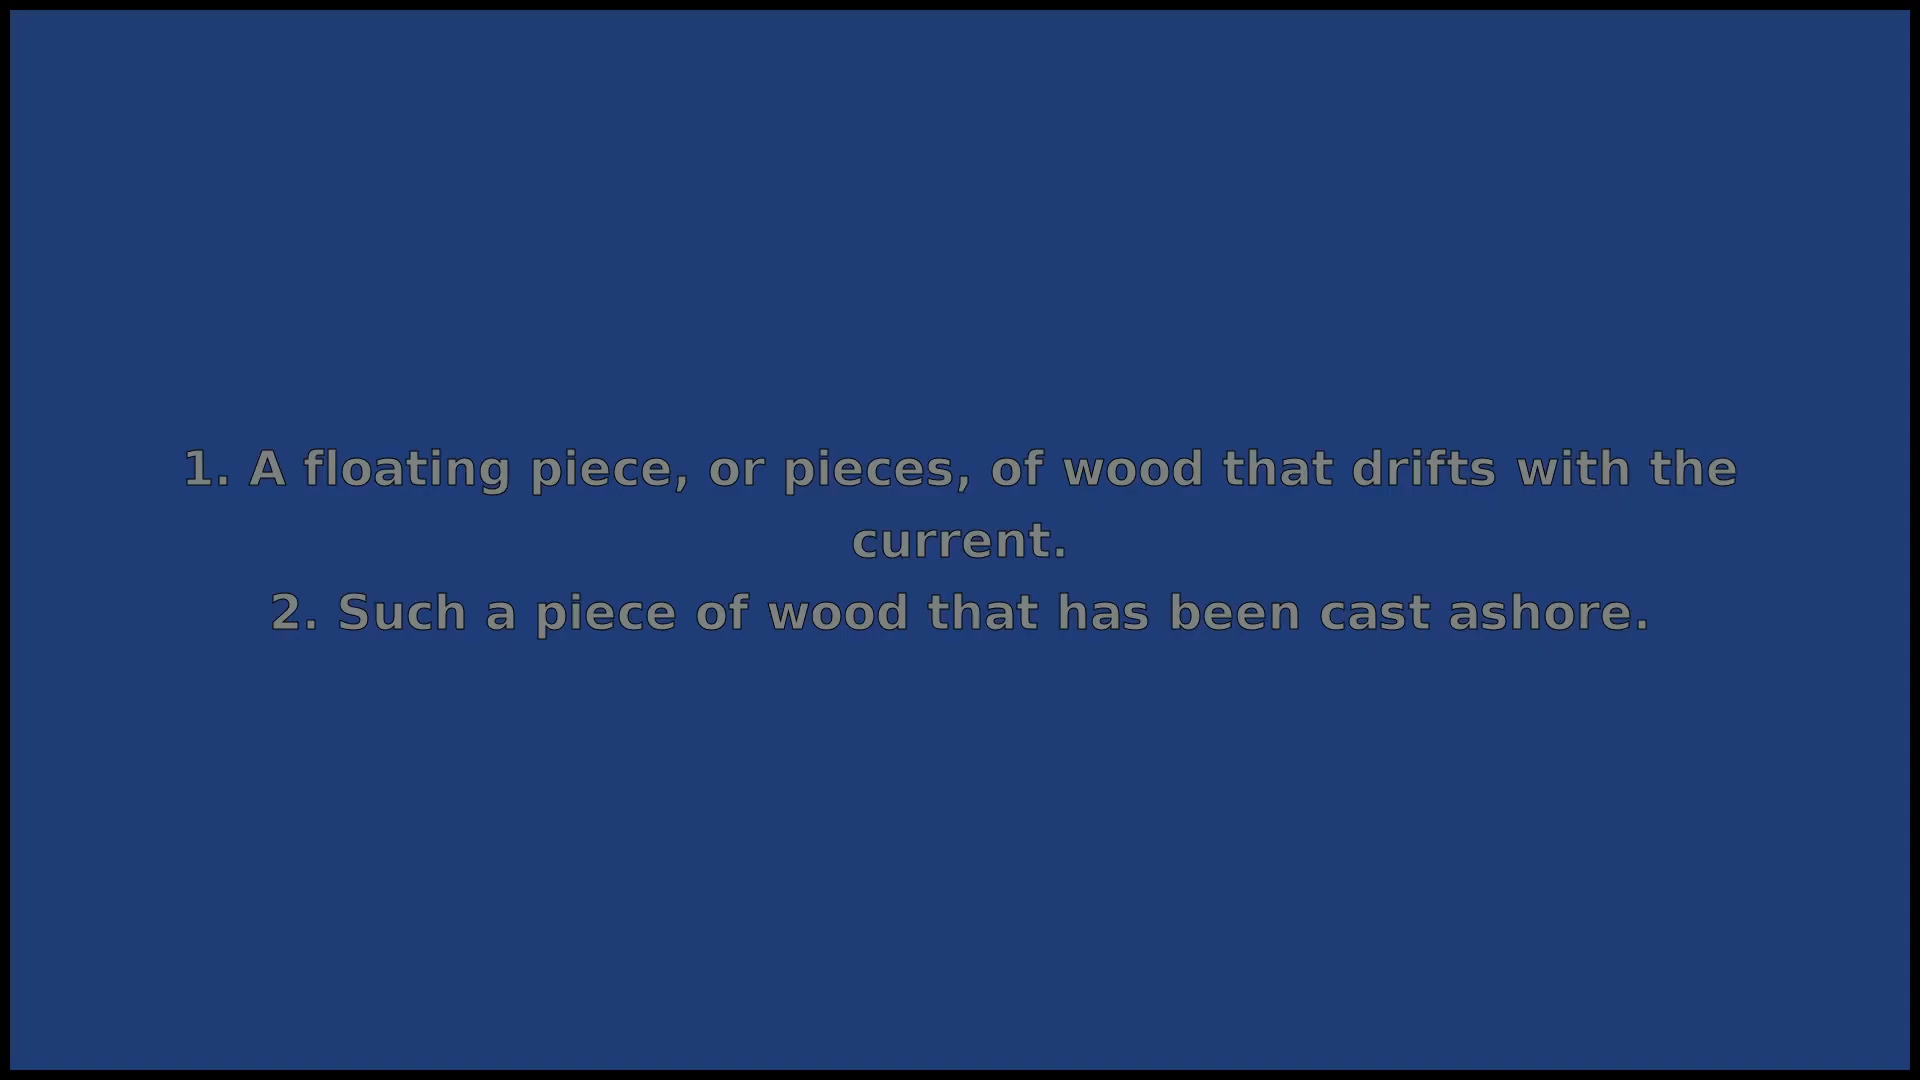 1. A floating piece, or pieces, of wood that drifts with the
current.
2. Such a piece of wood that has been cast ashore.